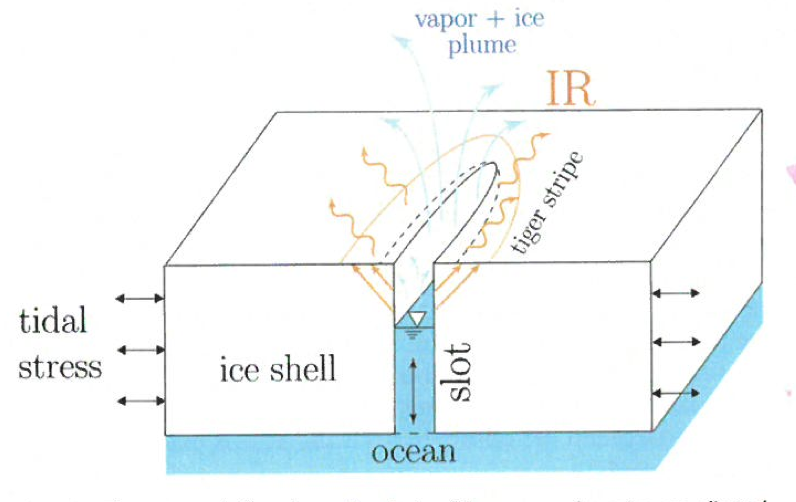 vapor + ice
plume
IR
tiger stripe
tidal
stress
ice shell
slot
ocean